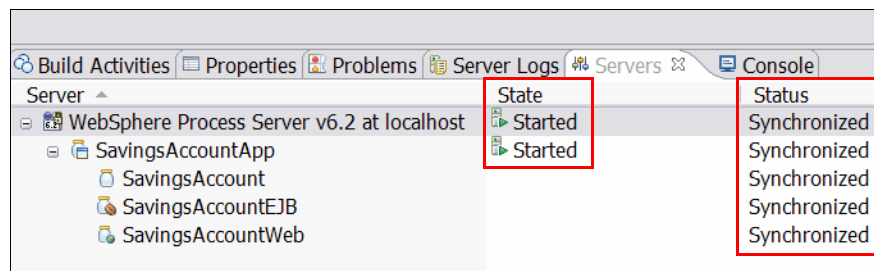 Build Activities Properties Problems Server Logs Servers Console
Server State Status
WebSphere Process Server v6.2 at localhost Started Synchronized
SavingsAccountApp Started Synchronized
SavingsAccount Synchronized
SavingsAccountEJB Synchronized
SavingsAccountWeb Synchronized